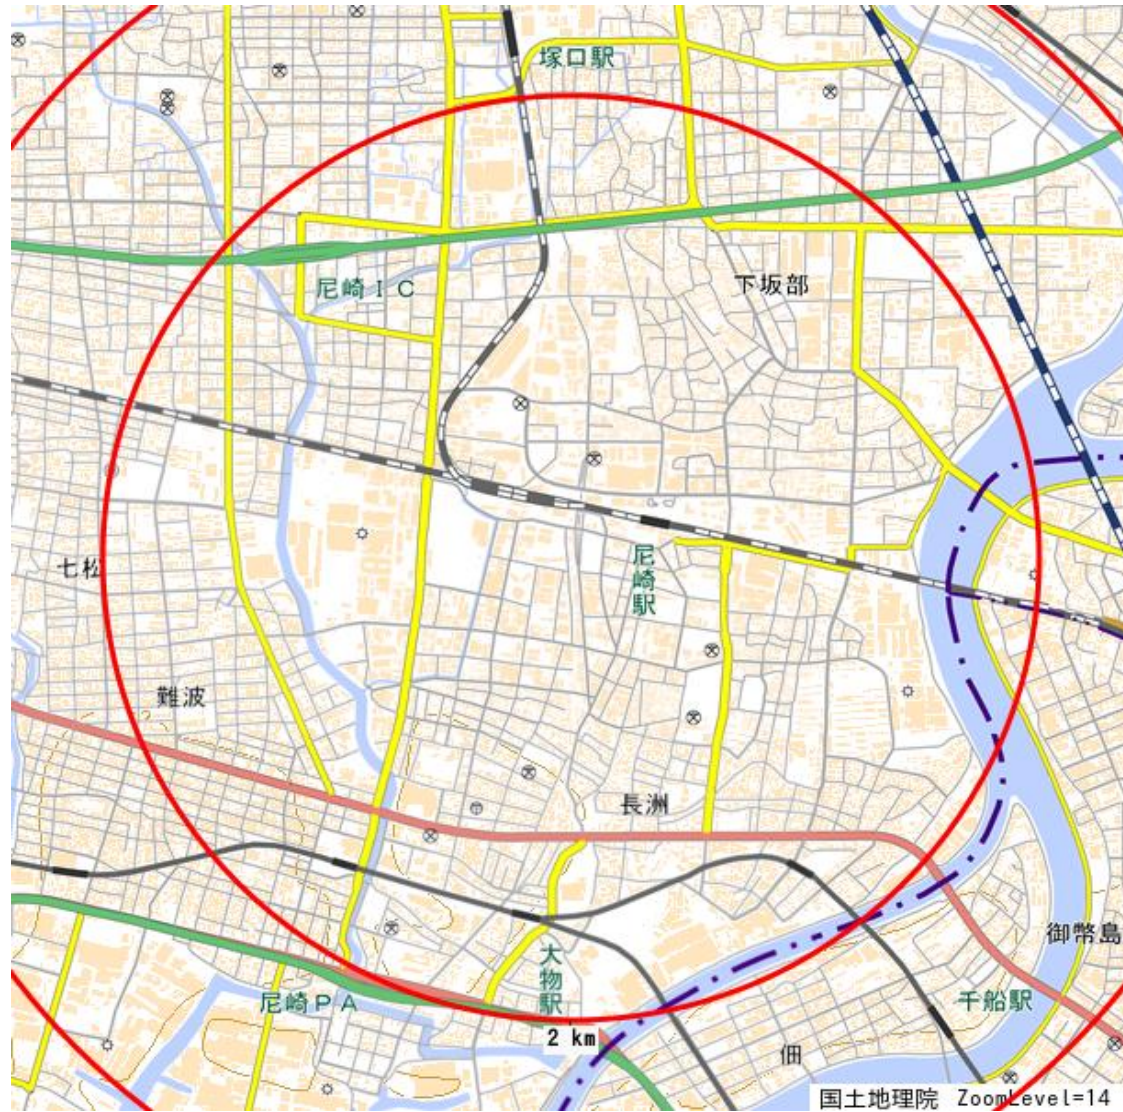 塚口駅
尼崎IC
下坂部
七松
尼崎駅
難波
長洲
御幣島
大物駅
尼崎PA
千船駅
2 km
佃
国土地理院 ZoomLevel=14